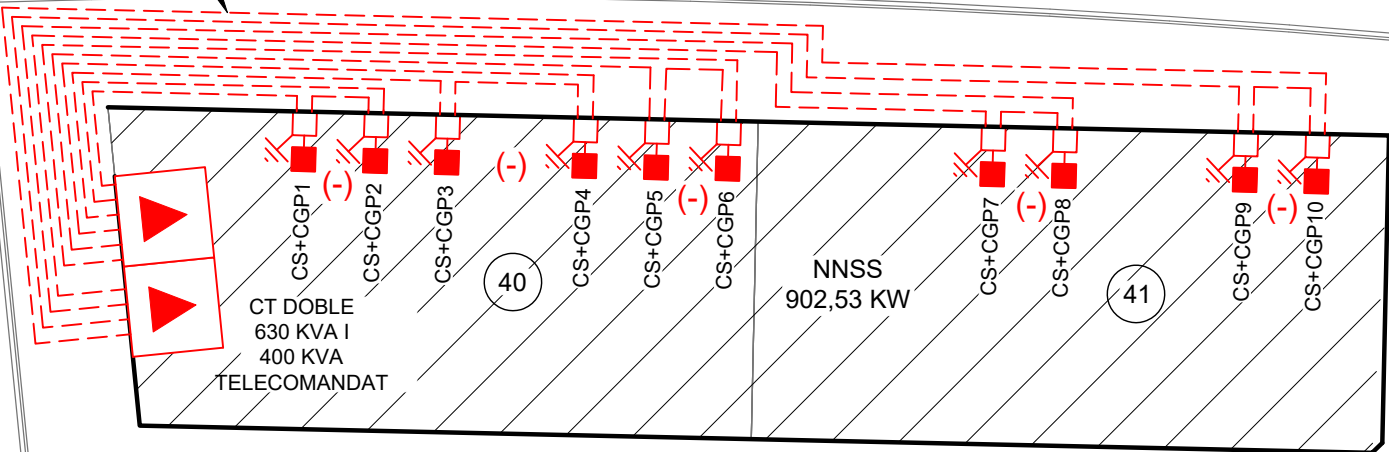 CS+CGP1
(-)
CS+CGP2
CS+CGP3
(-)
CS+CGP4
CS+CGP5
(-)
CS+CGP6
CS+CGP7
(-)
CS+CGP8
CS+CGP9
(-)
CS+CGP10
40
NNSS
902,53 KW
41
CT DOBLE
630 KVA I
400 KVA
TELECOMANDAT